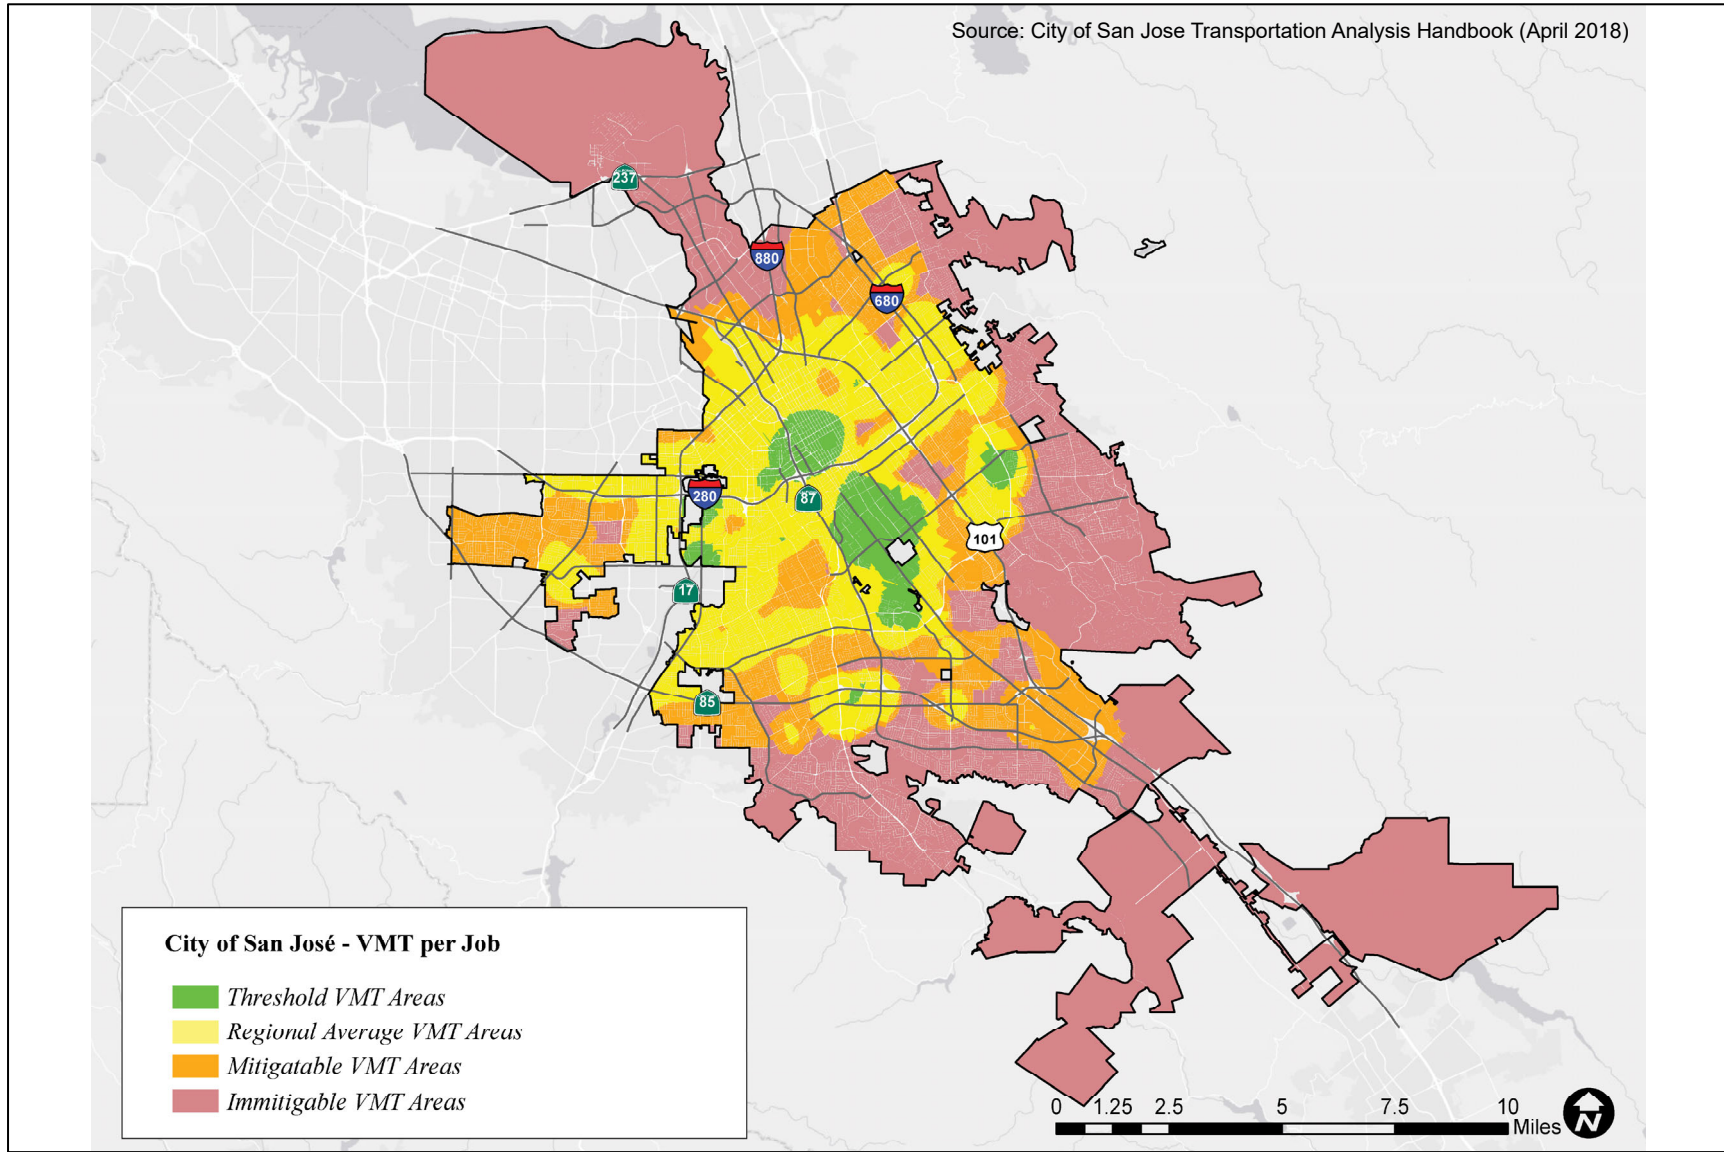 Source: City of San Jose Transportation Analysis Handbook (April 2018)
237
880
680
280
87
101
17
85
City of San José - VMT per Job
Threshold VMT Areas
Regional Average VMT Areas
Mitigatable VMT Areas
Immitigable VMT Areas
0 1.25 2.5 5 7.5 10
Miles
N